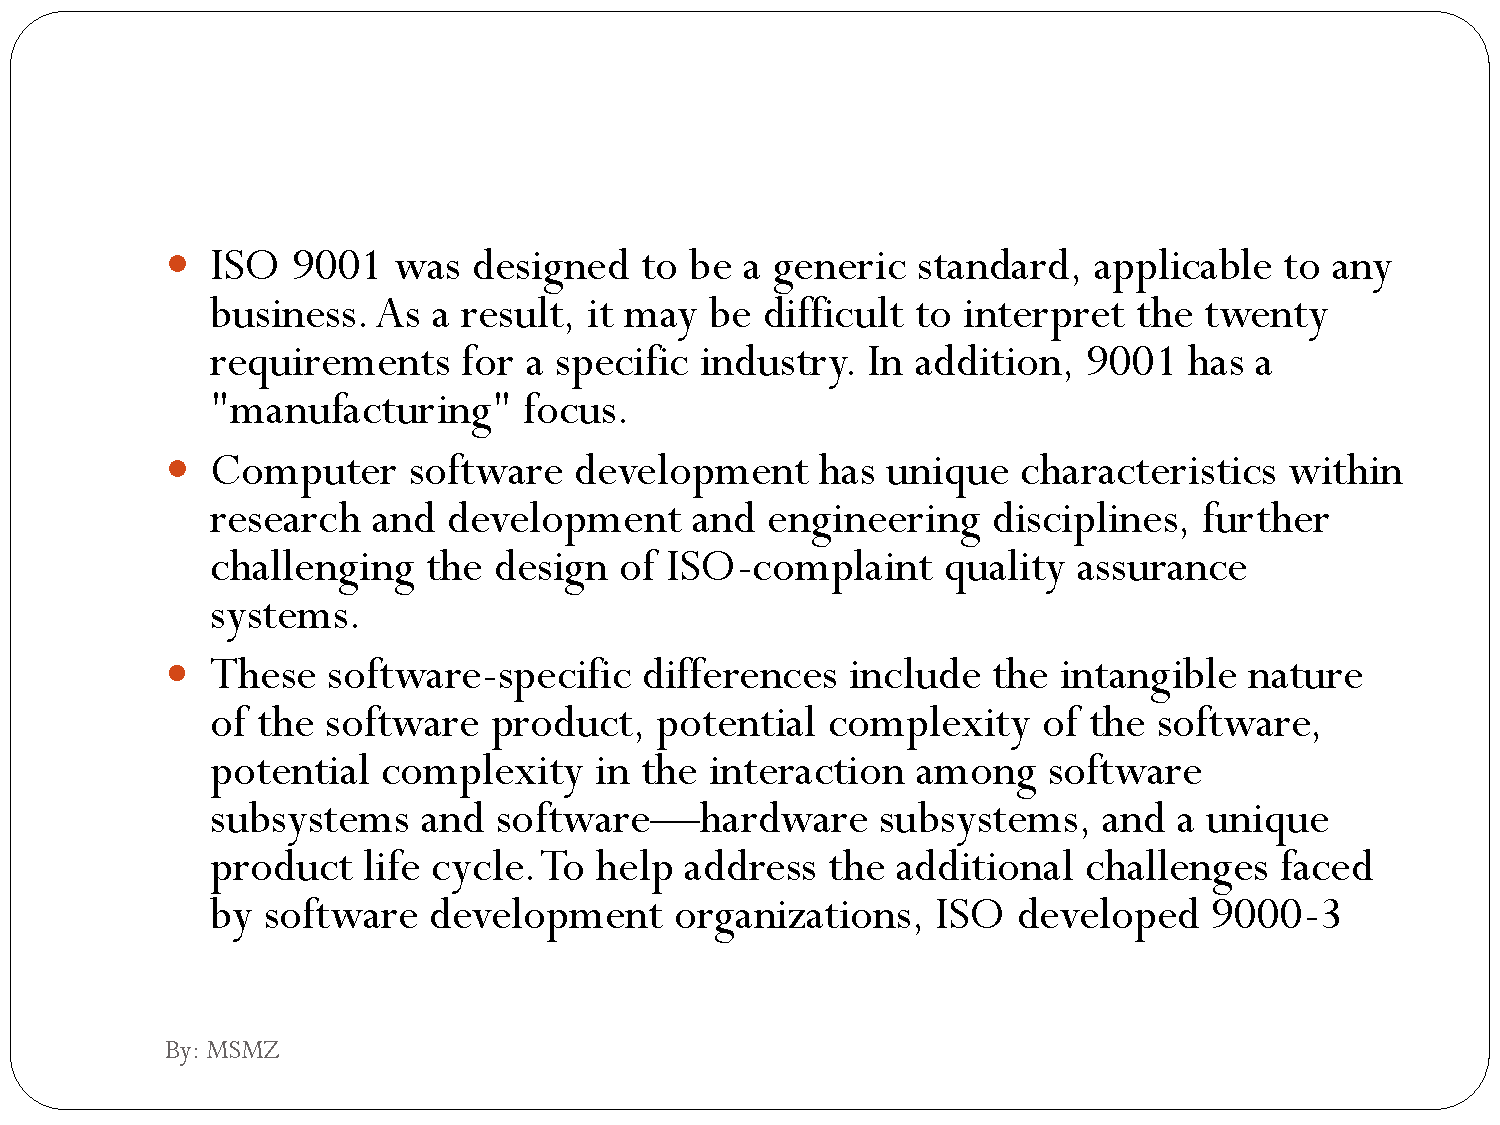 • ISO 9001 was designed to be a generic standard, applicable to any
business. As a result, it may be difficult to interpret the twenty
requirements for a specific industry. In addition, 9001 has a
"manufacturing" focus.
• Computer software development has unique characteristics within
research and development and engineering disciplines, further
challenging the design of ISO-complaint quality assurance
systems.
• These software-specific differences include the intangible nature
of the software product, potential complexity of the software,
potential complexity in the interaction among software
subsystems and software—hardware subsystems, and a unique
product life cycle. To help address the additional challenges faced
by software development organizations, ISO developed 9000-3
By: MSMZ